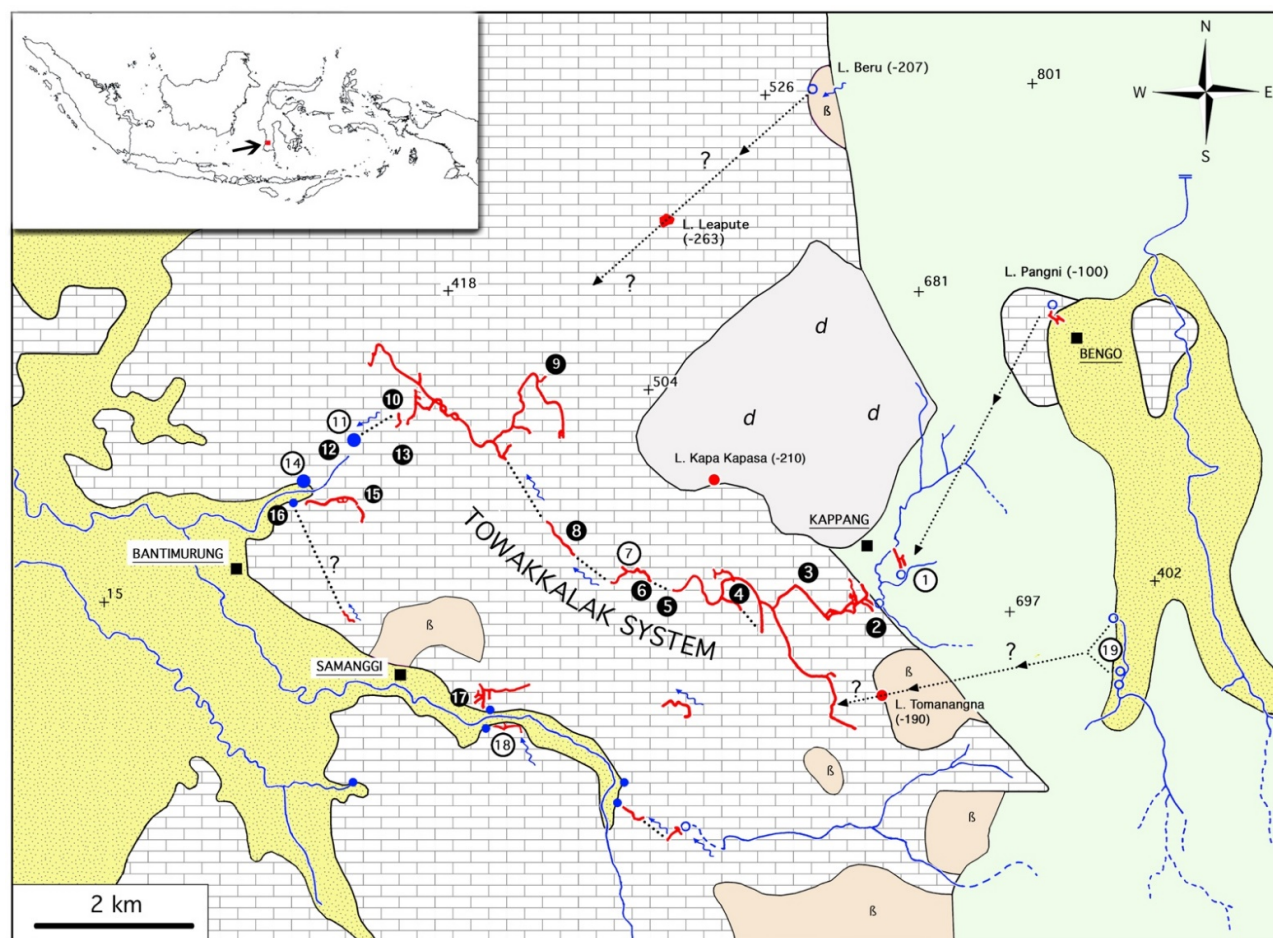 N
W
E
S
L. Beru (-207)
526
801
ß
?
L. Leapute
(-263)
?
418
681
L. Pangni (-100)
BENGO
d
d
d
504
9
10
11
12
13
14
15
16
L. Kapa Kapasa (-210)
KAPPANG
BANTIMURUNG
?
15
8
7
6
5
4
3
2
1
402
697
TOWAKKALAK SYSTEM
ß
SAMANGGI
17
18
19
?
?
L. Tomanangna
(-190)
ß
ß
ß
ß
2 km